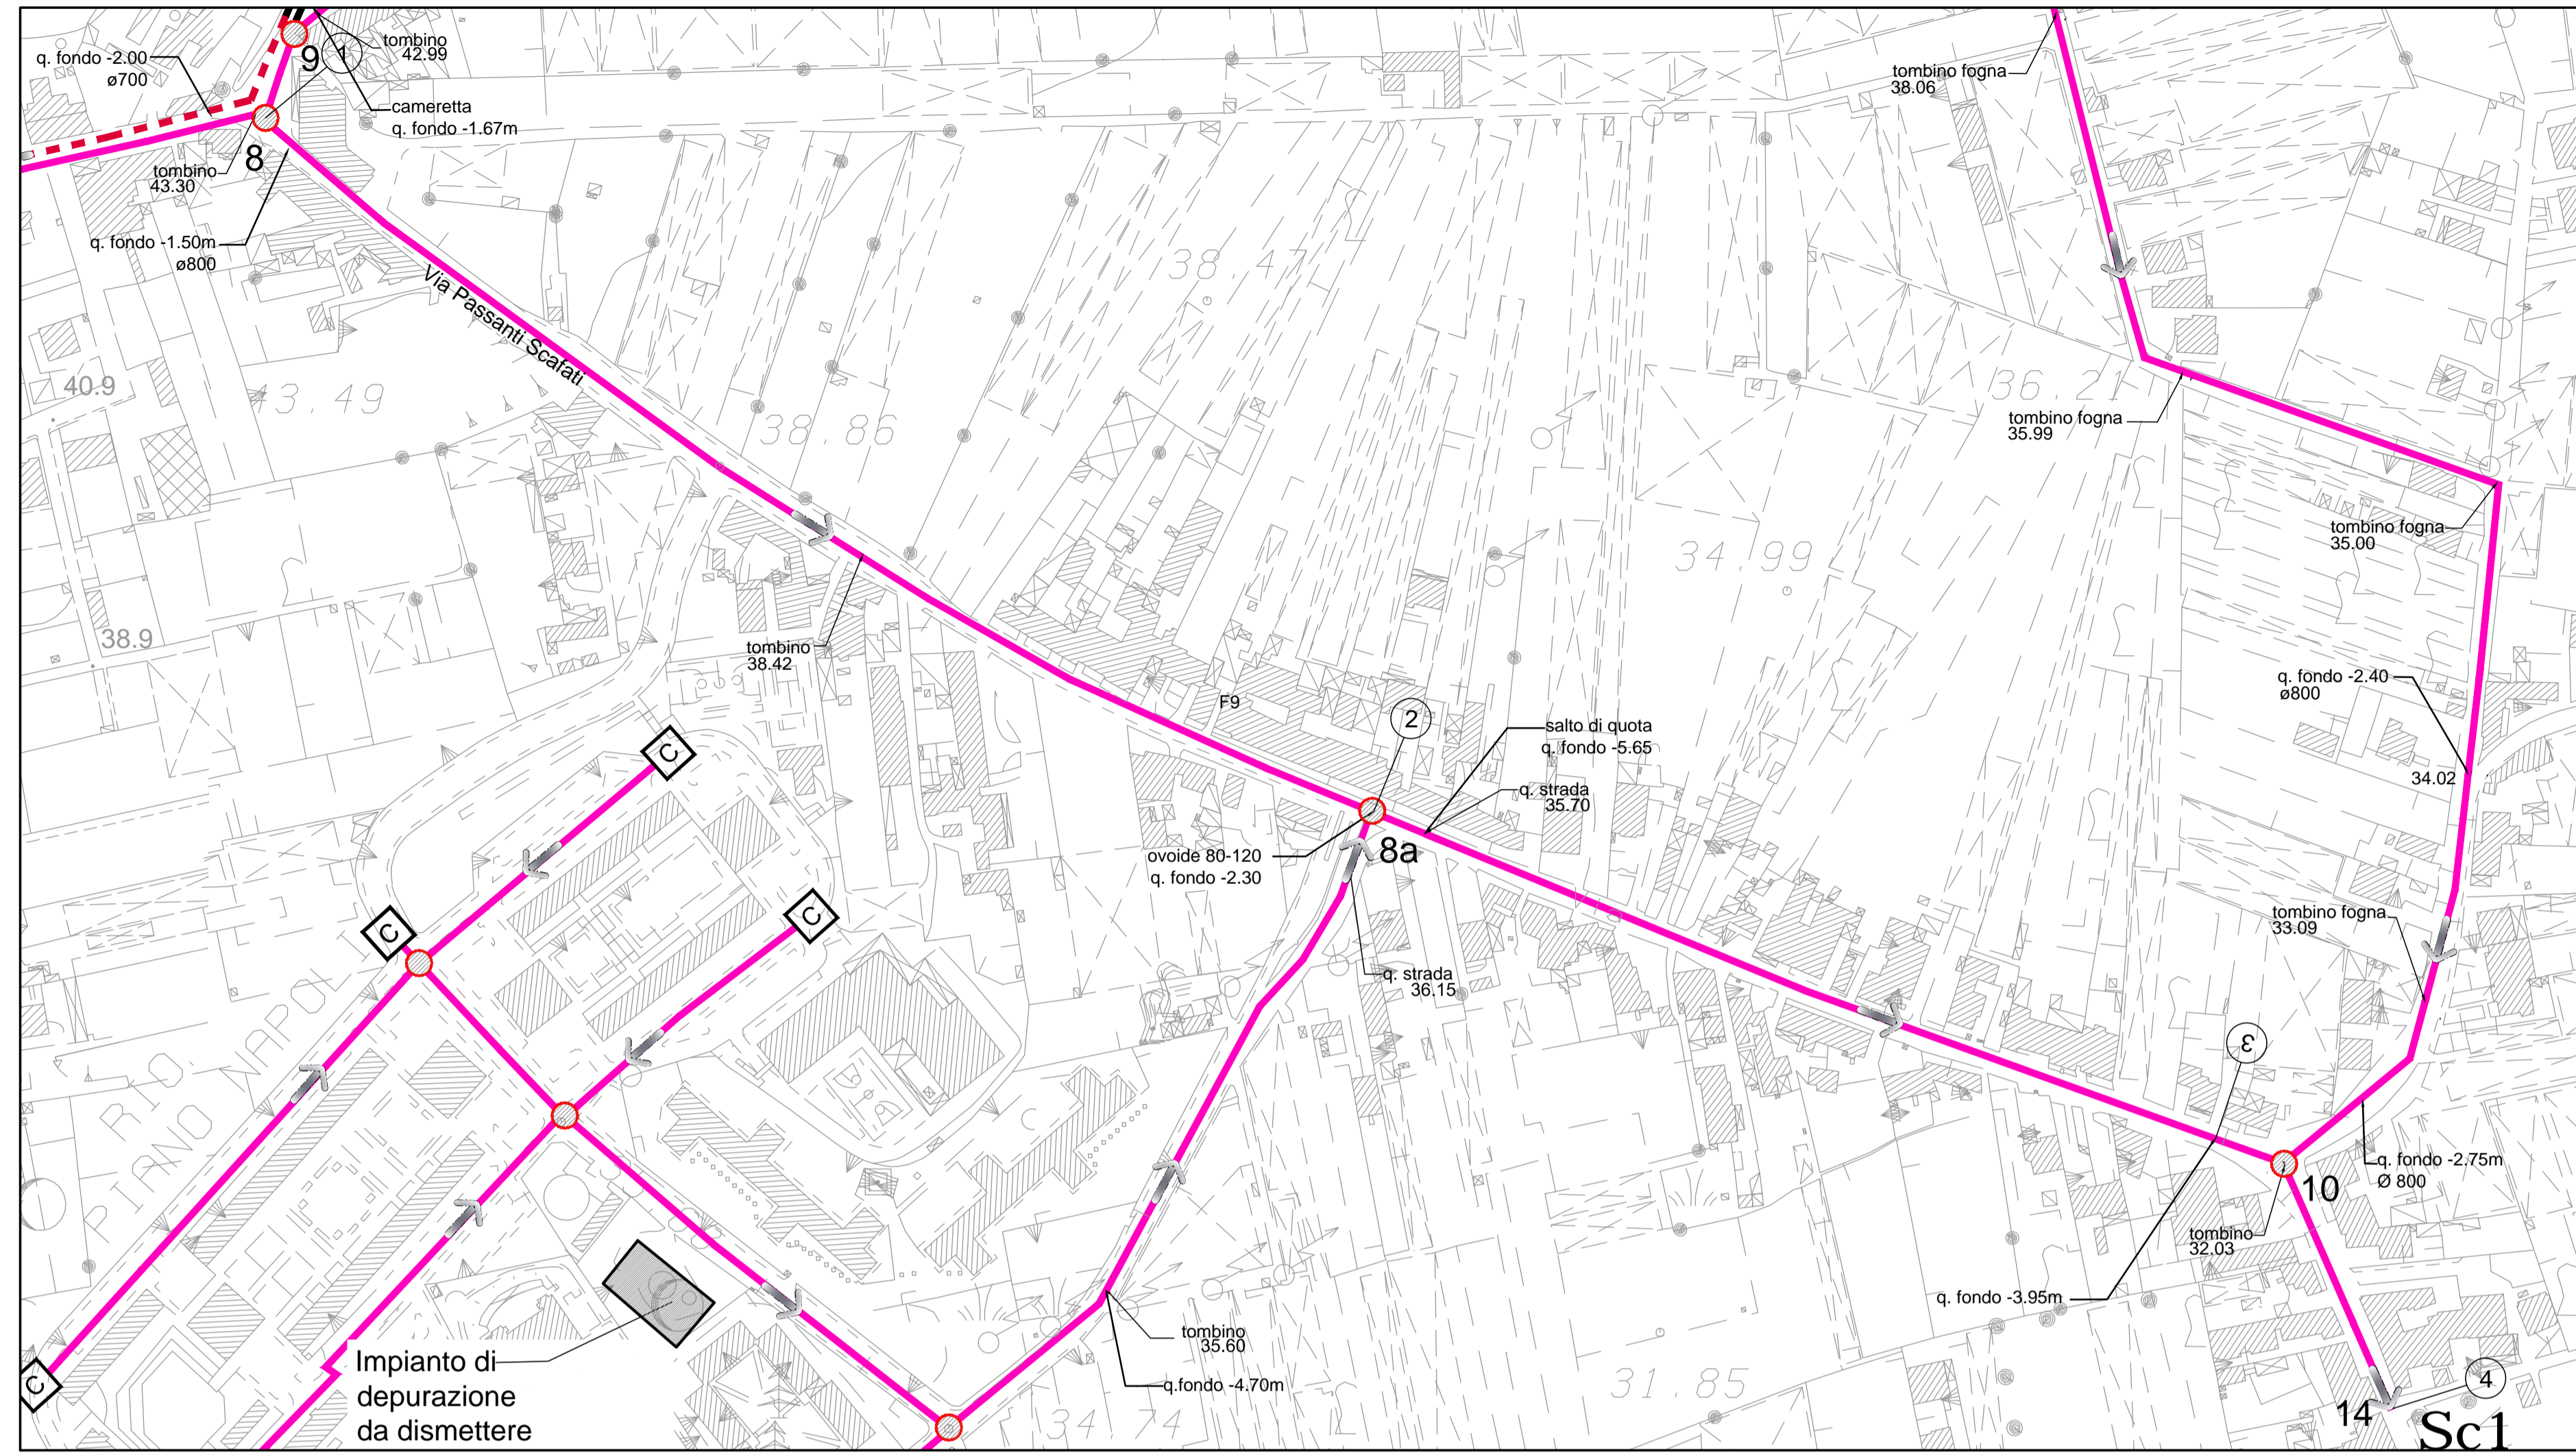 q. fondo -2.00
ø700
9
1
tombino
42.99
cameretta
q. fondo -1.67m
8
tombino
43.30
q. fondo -1.50m
ø800
Via Passanti Scafati
40.9
43.49
38.9
38.86
38.47
tombino
38.42
F9
2
salto di quota
q. fondo -5.65
q. strada
35.70
8a
ovoide 80-120
q. fondo -2.30
q. strada
36.15
tombino fogna
38.06
36.21
tombino fogna
35.99
tombino fogna
35.00
34.99
q. fondo -2.40
ø800
34.02
tombino fogna
33.09
3
10
q. fondo -2.75m
Ø 800
tombino
32.03
q. fondo -3.95m
C
C
C
C
RIO
PIANO NAPOLI
Impianto di
depurazione
da dismettere
tombino
35.60
q.fondo -4.70m
34.74
31.85
4
14
Sc1